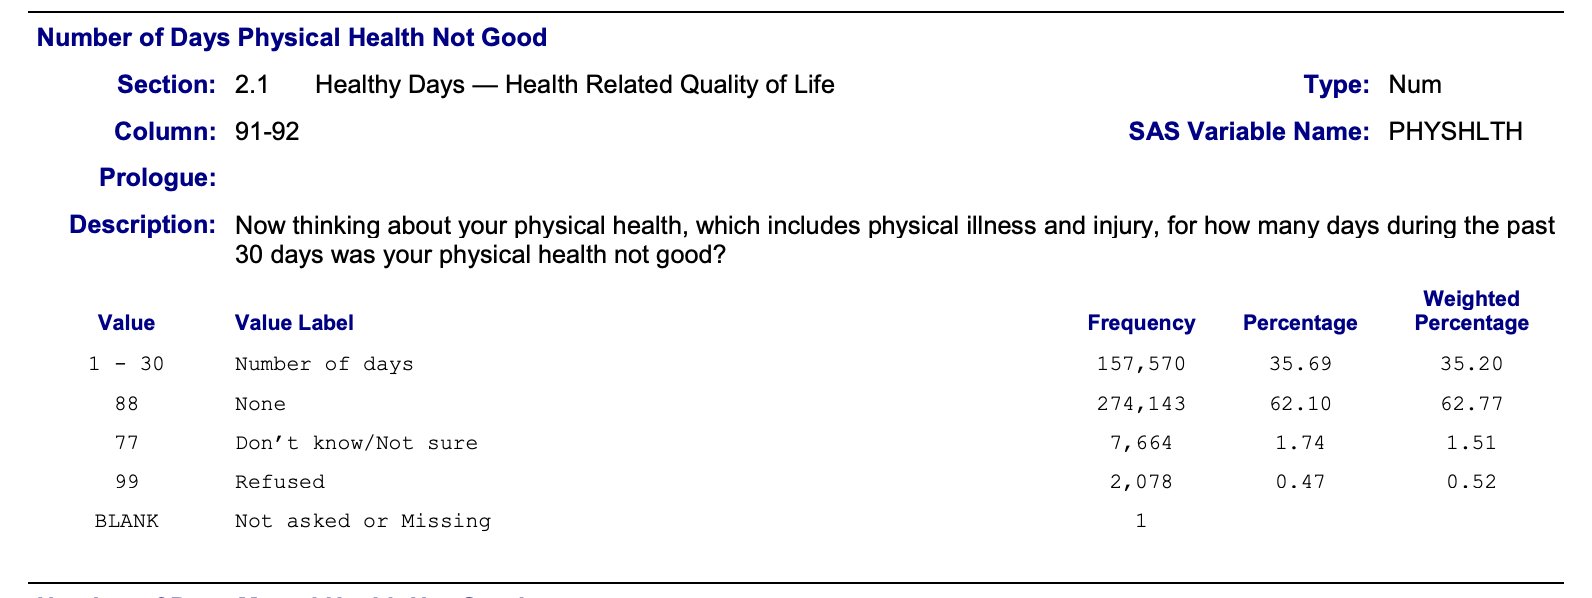 Number of Days Physical Health Not Good
Section: 2.1 Healthy Days — Health Related Quality of Life Type: Num
Column: 91-92 SAS Variable Name: PHYSHLTH
Prologue:
Description: Now thinking about your physical health, which includes physical illness and injury, for how many days during the past
30 days was your physical health not good?
Value Value Label Frequency Percentage Weighted Percentage
1 - 30 Number of days 157,570 35.69 35.20
88 None 274,143 62.10 62.77
77 Don’t know/Not sure 7,664 1.74 1.51
99 Refused 2,078 0.47 0.52
BLANK Not asked or Missing 1